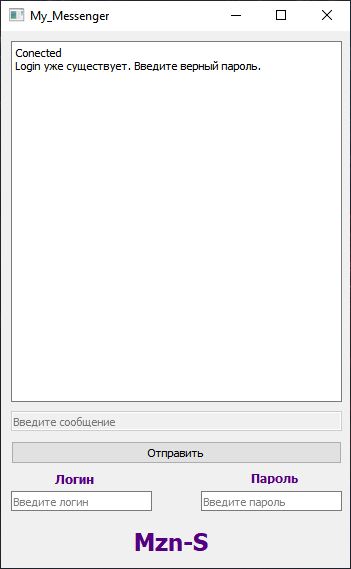 My_Messenger
Conected
Login уже существует. Введите верный пароль.
Введите сообщение
Отправить
Логин Пароль
Введите логин Введите пароль
Mzn-S